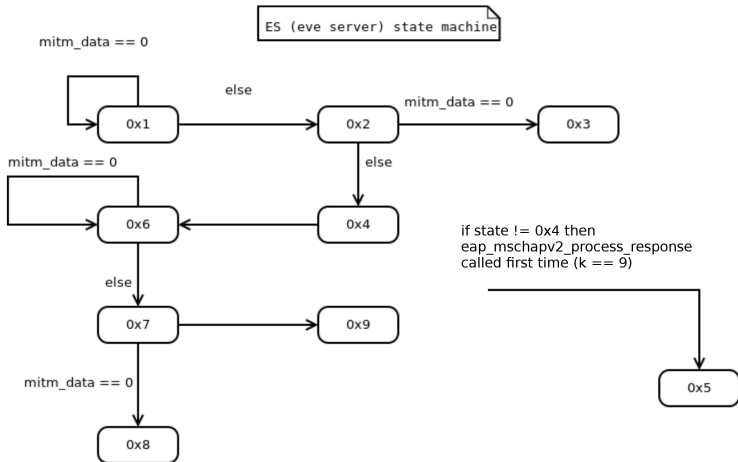 ES (eve server) state machine
mitm_data == 0
else
mitm_data == 0
0x1
0x2
0x3
mitm_data == 0
else
0x6
0x4
if state != 0x4 then
eap_mschapv2_process_response
called first time (k == 9)
else
0x7
0x9
mitm_data == 0
0x5
0x8